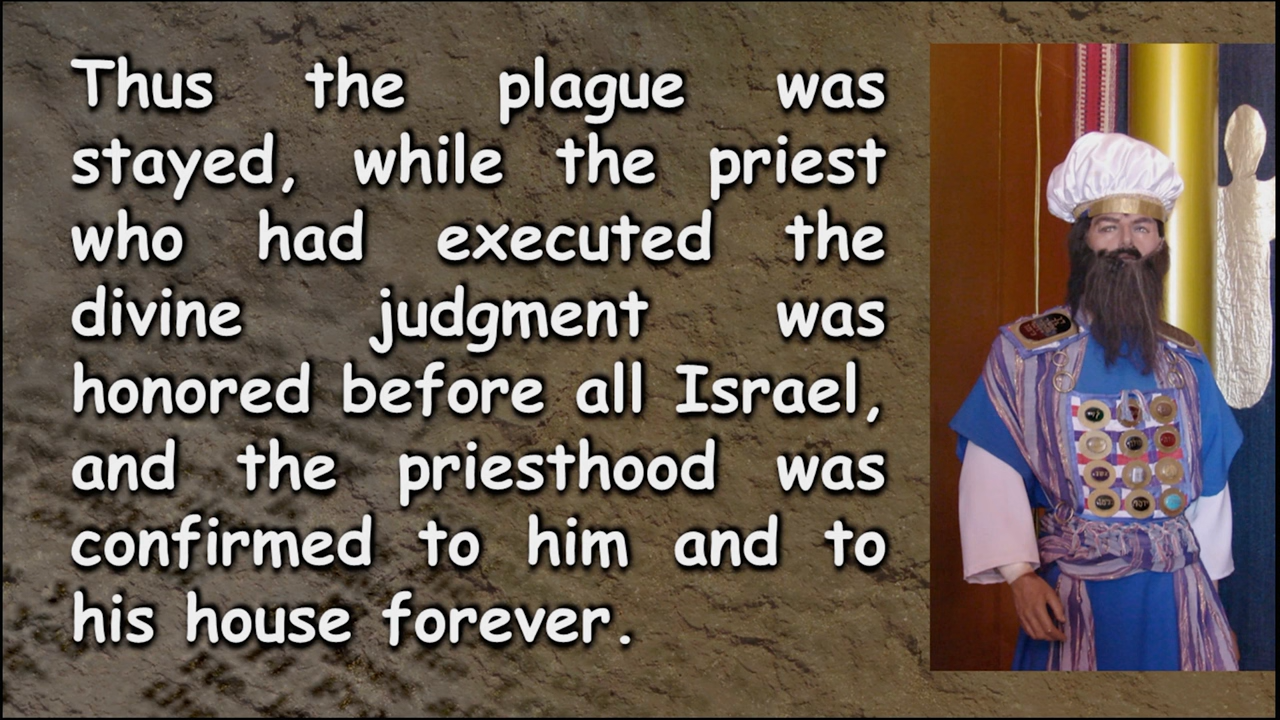 Thus the plague was
stayed, while the priest
who had executed the
divine judgment was
honored before all Israel,
and the priesthood was
confirmed to him and to
his house forever.